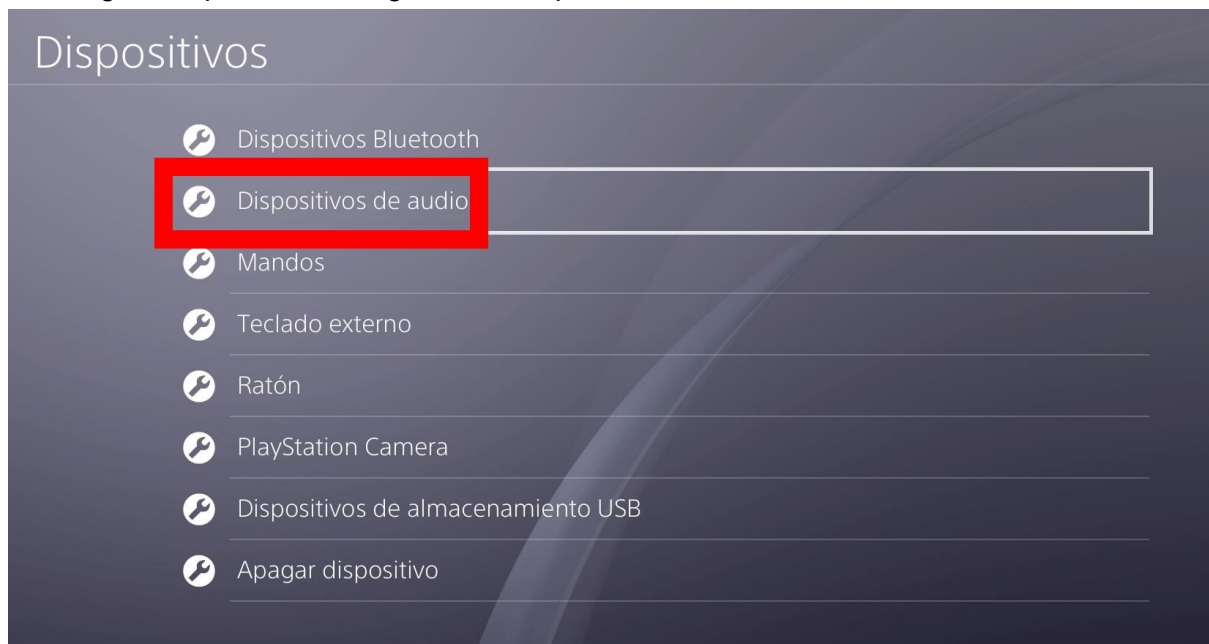 Dispositivos
Dispositivos Bluetooth
Dispositivos de audio
Mandos
Teclado externo
Ratón
PlayStation Camera
Dispositivos de almacenamiento USB
Apagar dispositivo